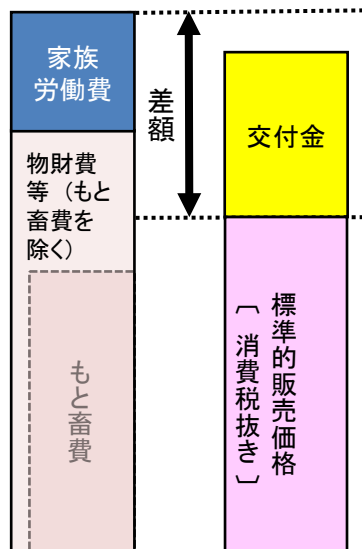 家族
労働費
物財費
等（もと
畜費を
除く）
もと畜費
差額
交付金
標準的販売価格
〔消費税抜き〕